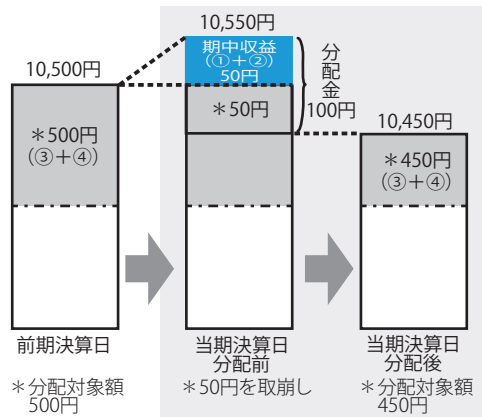 10,550円
期中収益
(①+②)
50円
分配金
100円
10,500円
*500円
(③+④)
*50円
10,450円
*450円
(③+④)
前期決算日
当期決算日
分配前
当期決算日
分配後
*分配対象額
500円
*50円を取崩し
*分配対象額
450円